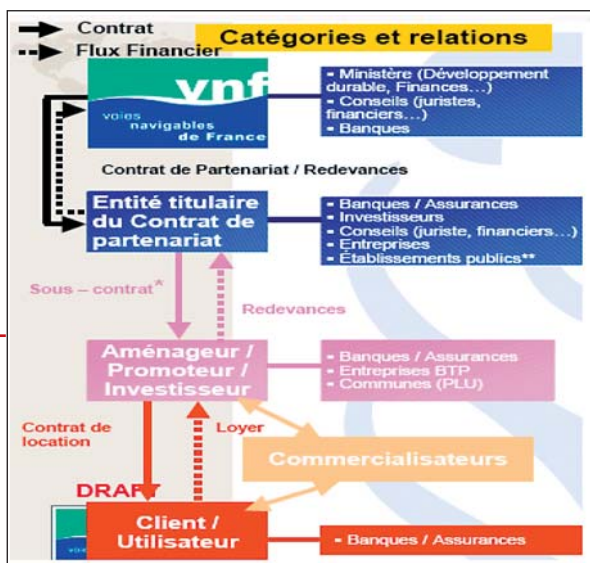 Contrat
Flux Financier
Catégories et relations
vnf
voies
navigables
de France
- Ministère (Développement
durable, Finances...)
- Conseils (juristes,
financiers...)
- Banques
Contrat de Partenariat / Redevances
Entité titulaire
du Contrat de
partenariat
- Banques / Assurances
- Investisseurs
- Conseils (juriste, financiers...)
- Entreprises
- Établissements publics**
Sous – contrat*
Redevances
Aménageur /
Promoteur /
Investisseur
- Banques / Assurances
- Entreprises BTP
- Communes (PLU)
Contrat de
location
Loyer
Commercialisateurs
DRAFT
Client /
Utilisateur
- Banques / Assurances